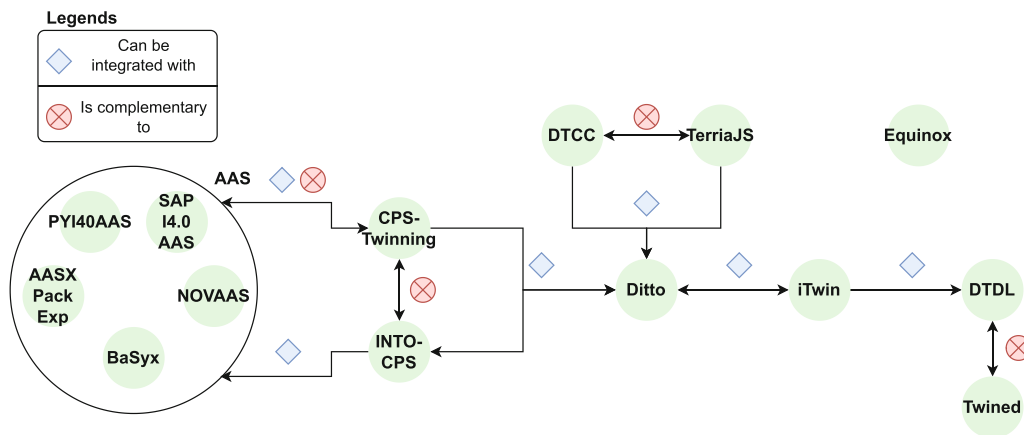 Legends
Can be
integrated with
Is complementary
to
DTCC
TerriaJS
Equinox
AAS
PYI40AAS
SAP
I4.0
AAS
CPS-
Twinning
AASX
Pack
Exp
NOVAAS
Ditto
iTwin
DTDL
BaSyx
INTO-
CPS
Twined